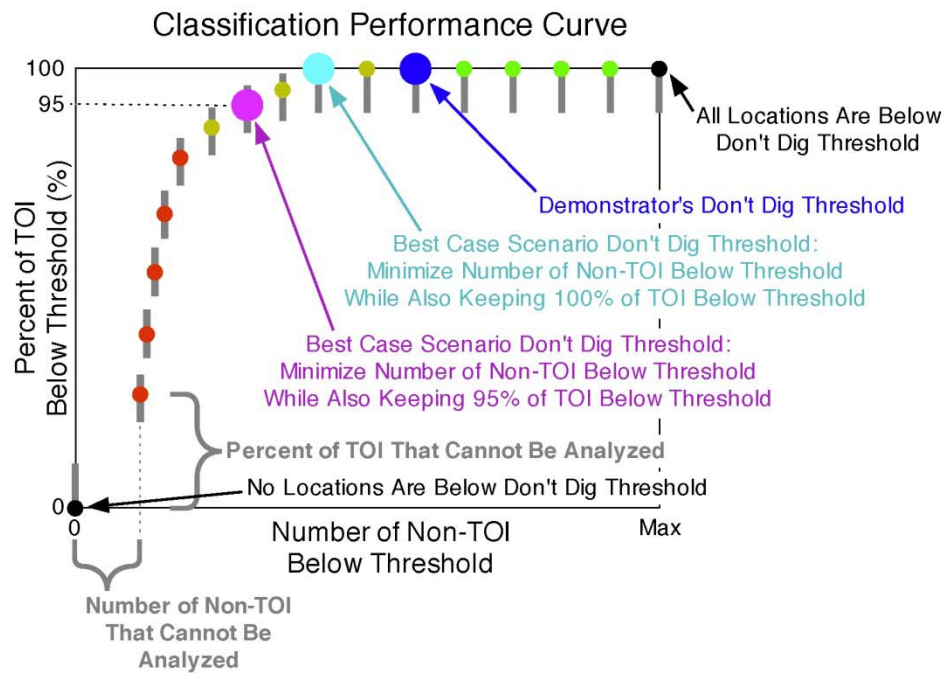 Classification Performance Curve
100
95
Percent of TOI
Below Threshold (%)
0
All Locations Are Below
Don't Dig Threshold
Demonstrator's Don't Dig Threshold
Best Case Scenario Don't Dig Threshold:
Minimize Number of Non-TOI Below Threshold
While Also Keeping 100% of TOI Below Threshold
Best Case Scenario Don't Dig Threshold:
Minimize Number of Non-TOI Below Threshold
While Also Keeping 95% of TOI Below Threshold
Percent of TOI That Cannot Be Analyzed
No Locations Are Below Don't Dig Threshold
0
Max
Number of Non-TOI
Below Threshold
Number of Non-TOI
That Cannot Be
Analyzed